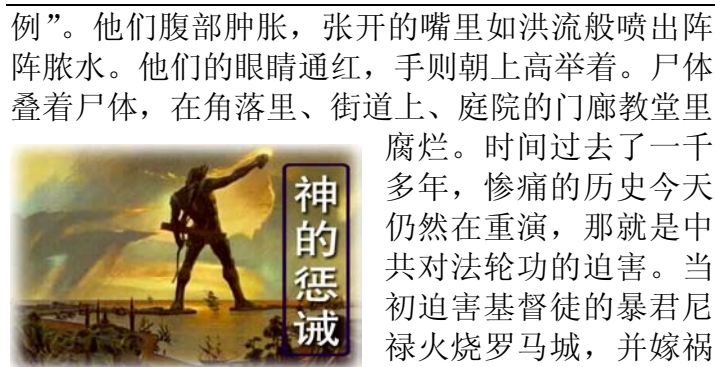 例”。他们腹部肿胀，张开的嘴里如洪流般喷出阵
阵脓水。他们的眼睛通红，手则朝上高举着。尸体
叠着尸体，在角落里、街道上、庭院的门廊教堂里
腐烂。时间过去了一千
多年，惨痛的历史今天
仍然在重演，那就是中
共对法轮功的迫害。当
初迫害基督徒的暴君尼
禄火烧罗马城，并嫁祸
神的惩诫